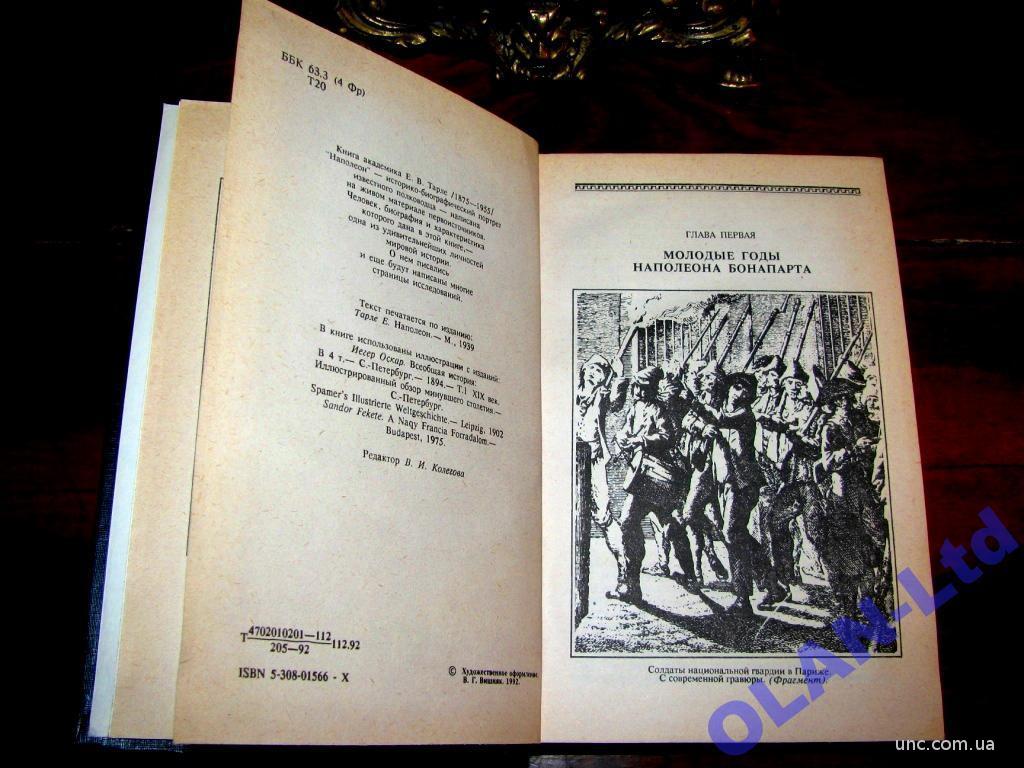 ББК 63.3 (4 Фр)
Т20
Книга академика Е. В. Тарле /1875—1955/
"Наполеон" — историко-биографический портрет
известного полководца — написана
на живом материале первоисточников.
Человек, биография и характеристика
которого дана в этой книге,—
одна из удивительнейших личностей
мировой истории.
О нем писались
и еще будут написаны многие
страницы исследований.
Текст печатается по изданию:
Тарле Е. Наполеон.— М., 1939
В книге использованы иллюстрации с изданий:
Иегер Оскар. Всеобщая история:
В 4 т.— С.-Петербург.— 1894.— Т.1 XIX век.
Иллюстрированный обзор минувшего столетия.—
С.-Петербург.
Spamer's Illustrierte Weltgeschichte.— Leipzig, 1902
Sandor Fekete. A Naqy Francia Forradalom.—
Budapest, 1975.
Редактор В. И. Колегова
4702010201—112
Т 112.92
205—92
ISBN 5-308-01566 - X
© Художественное оформление.
В. Г. Вишняк. 1992.
ГЛАВА ПЕРВАЯ
МОЛОДЫЕ ГОДЫ
НАПОЛЕОНА БОНАПАРТА
Солдаты национальной гвардии в Париже.
С современной гравюры. (Фрагмент).
OLAN-Ltd
unc.com.ua